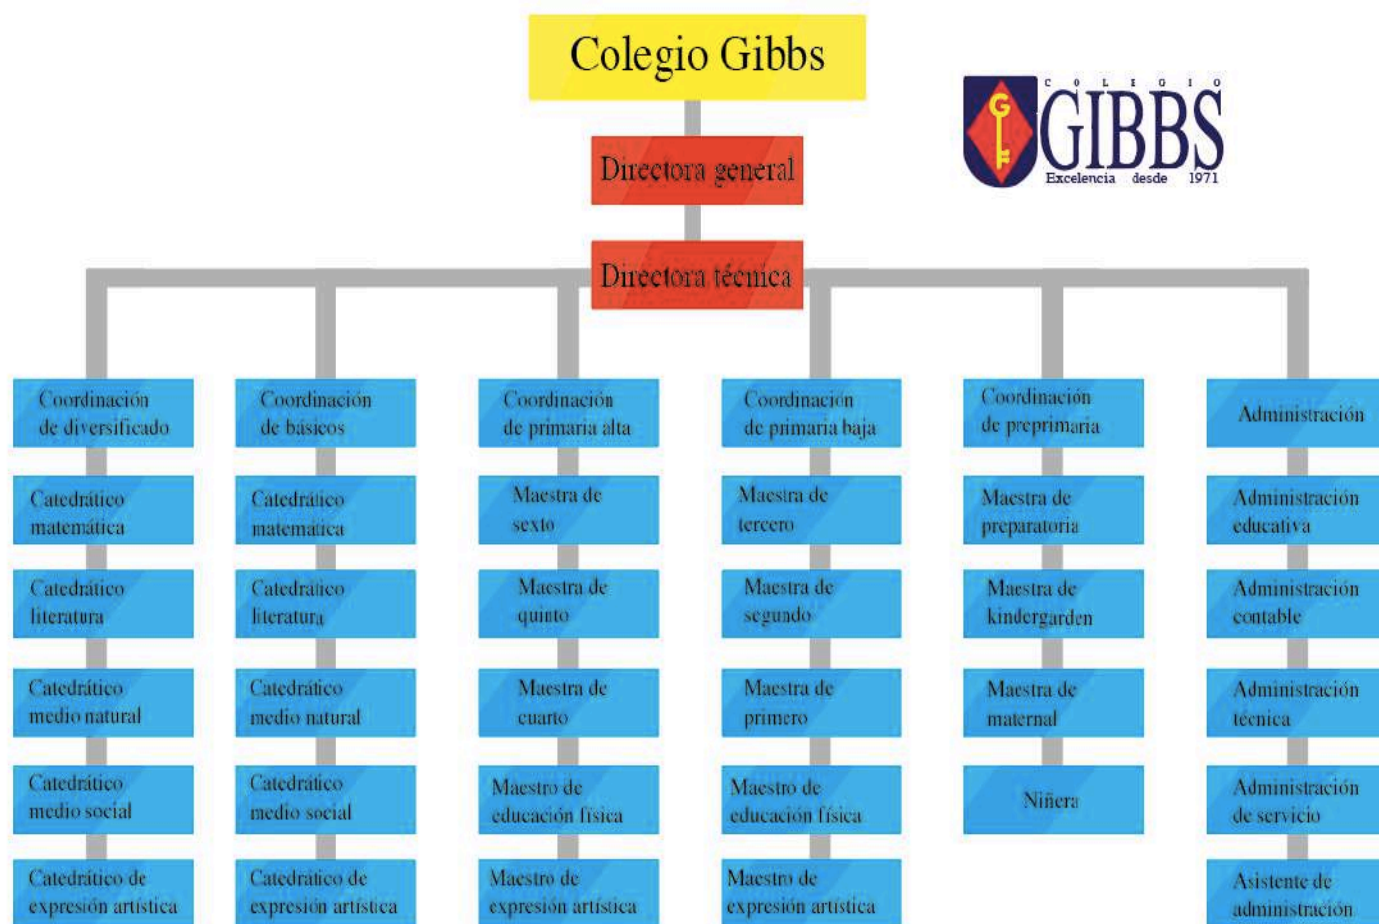 Colegio Gibbs
COLEGIO
G
GIBBS
Excelencia desde 1971
Directora general
Directora técnica
Coordinación
de diversificado
Catedrático
matemática
Catedrático
literatura
Catedrático
medio natural
Catedrático
medio social
Catedrático de
expresión artística
Coordinación
de básicos
Catedrático
matemática
Catedrático
literatura
Catedrático
medio natural
Catedrático
medio social
Catedrático de
expresión artística
Coordinación
de primaria alta
Maestra de
sexto
Maestra de
quinto
Maestra de
cuarto
Maestro de
educación física
Maestro de
expresión artística
Coordinación
de primaria baja
Maestra de
tercero
Maestra de
segundo
Maestra de
primero
Maestro de
educación física
Maestro de
expresión artística
Coordinación
de preprimaria
Maestra de
preparatoria
Maestra de
kindergarden
Maestra de
maternal
Niñera
Administración
Administración
educativa
Administración
contable
Administración
técnica
Administración
de servicio
Asistente de
administración